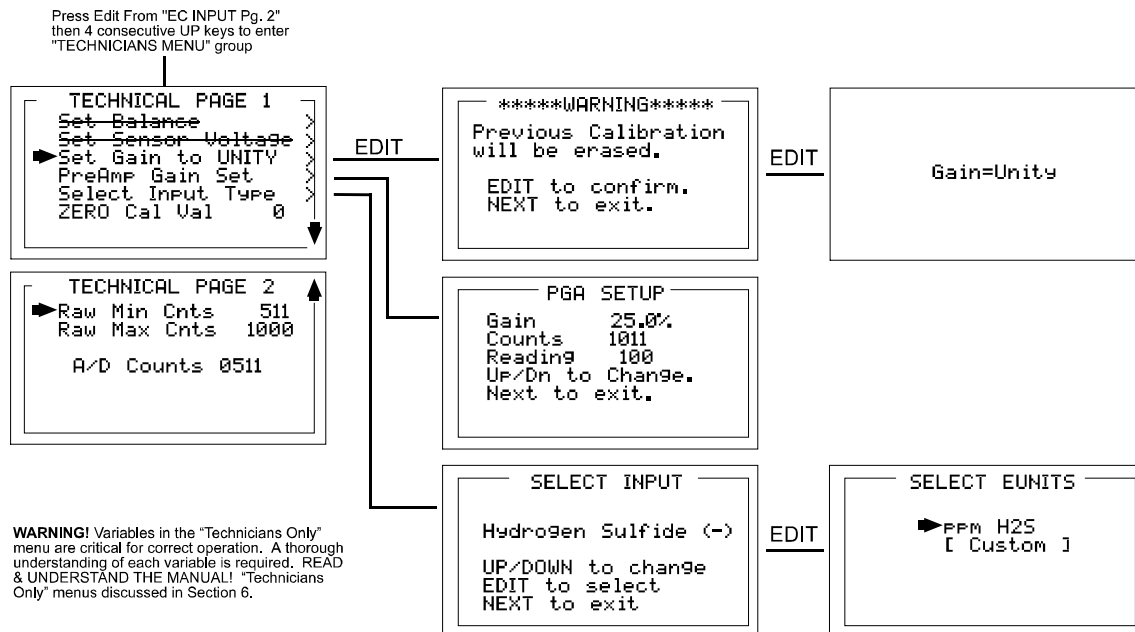 Press Edit From "EC INPUT Pg. 2"
then 4 consecutive UP keys to enter
"TECHNICIANS MENU" group
TECHNICAL PAGE 1
Set Balance >
Set Sensor Voltage >
Set Gain to UNITY >
PreAmp Gain Set >
Select Input Type >
ZERO Cal Val 0
EDIT
*****WARNING*****
Previous Calibration
will be erased.
EDIT to confirm.
NEXT to exit.
EDIT
Gain=Unity
TECHNICAL PAGE 2
Raw Min Cnts 511
Raw Max Cnts 1000
A/D Counts 0511
PGA SETUP
Gain 25.0%
Counts 1011
Reading 100
Up/Dn to Change.
Next to exit.
SELECT INPUT
Hydrogen Sulfide (-)
UP/DOWN to change
EDIT to select
NEXT to exit
EDIT
SELECT EUNITS
ppm H2S
[ Custom ]
WARNING! Variables in the “Technicians Only”
menu are critical for correct operation. A thorough
understanding of each variable is required. READ
& UNDERSTAND THE MANUAL! “Technicians
Only” menus discussed in Section 6.